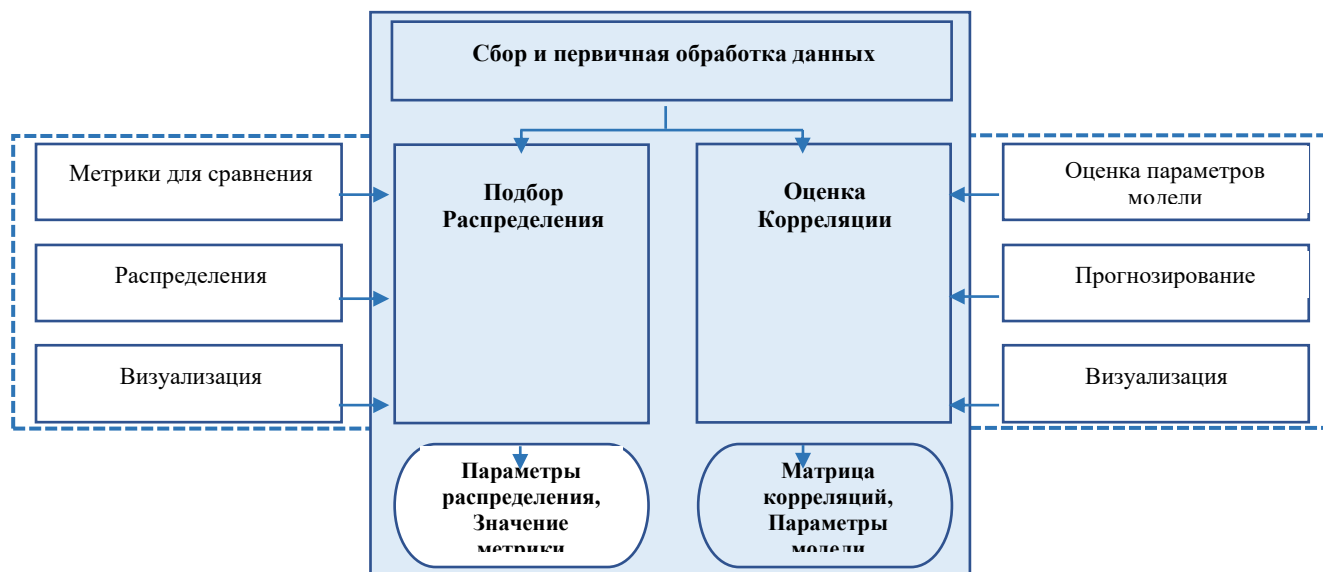 Сбор и первичная обработка данных
Метрики для сравнения
Распределения
Визуализация
Подбор
Распределения
Оценка
Корреляции
Оценка параметров
модели
Прогнозирование
Визуализация
Параметры
распределения,
Значение
метрики
Матрица
корреляций,
Параметры
модели